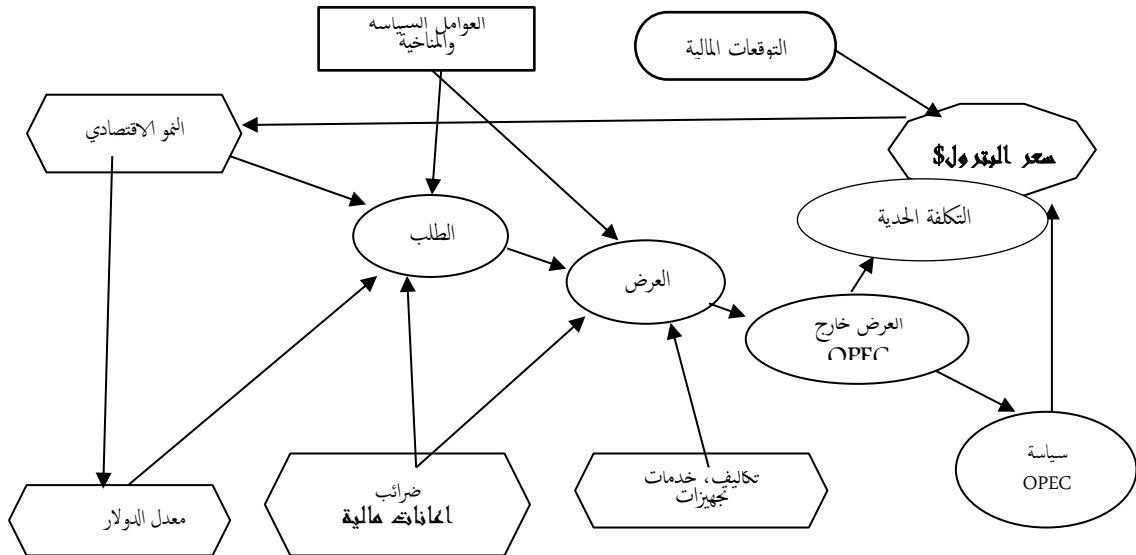 العوامل السياسه
والمناخية
التوقعات المالية
النمو الاقتصادي
سعر البترول$
التكلفة الحدية
الطلب
العرض
العرض خارج
OPEC
سياسة
OPEC
تكاليف، خدمات
تجهيزات
ضرائب
اعانات مالية
معدل الدولار